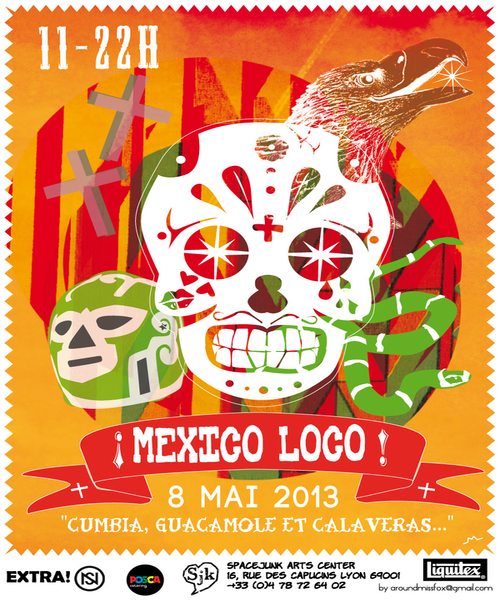 11-22H
¡ MEXICO LOCO !
8 MAI 2013
"CUMBIA, GUACAMOLE ET CALAVERAS..."
EXTRA!
POSCA
Sjk
SPACEJUNK ARTS CENTER
16, RUE DES CAPUCINS LYON 69001
+33 (0)4 78 72 64 02
Liquitex
by aroundmissfox@gmail.com